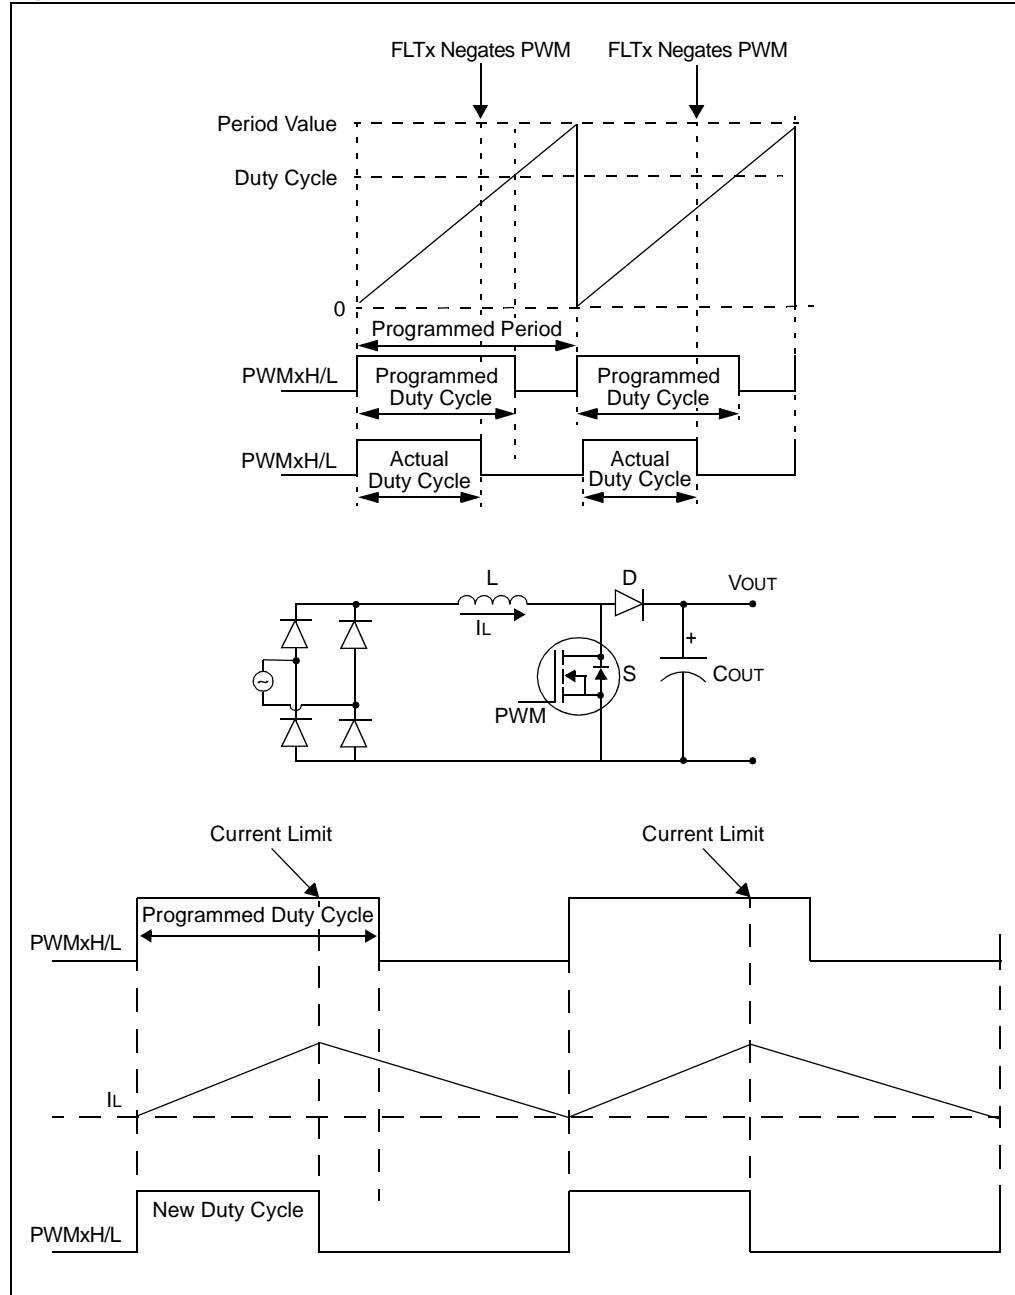 FLTx Negates PWM
FLTx Negates PWM
Period Value
Duty Cycle
0
Programmed Period
PWMxH/L
Programmed
Duty Cycle
Programmed
Duty Cycle
PWMxH/L
Actual
Duty Cycle
Actual
Duty Cycle
L
D
VOUT
IL
+
S
COUT
~
PWM
Current Limit
Current Limit
Programmed Duty Cycle
PWMxH/L
IL
New Duty Cycle
PWMxH/L